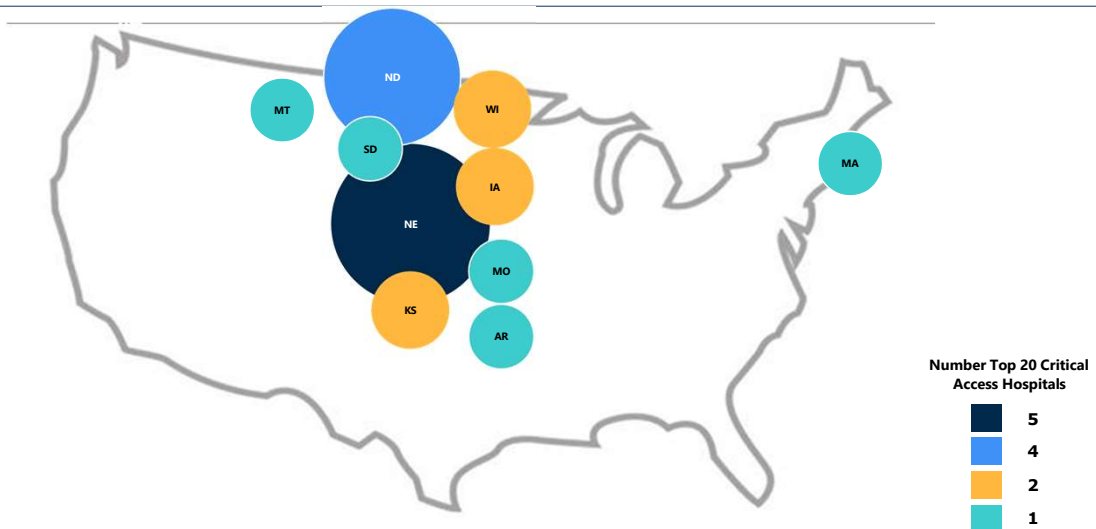 ND
MT
WI
SD
MA
IA
NE
MO
KS
AR
Number Top 20 Critical
Access Hospitals
5
4
2
1